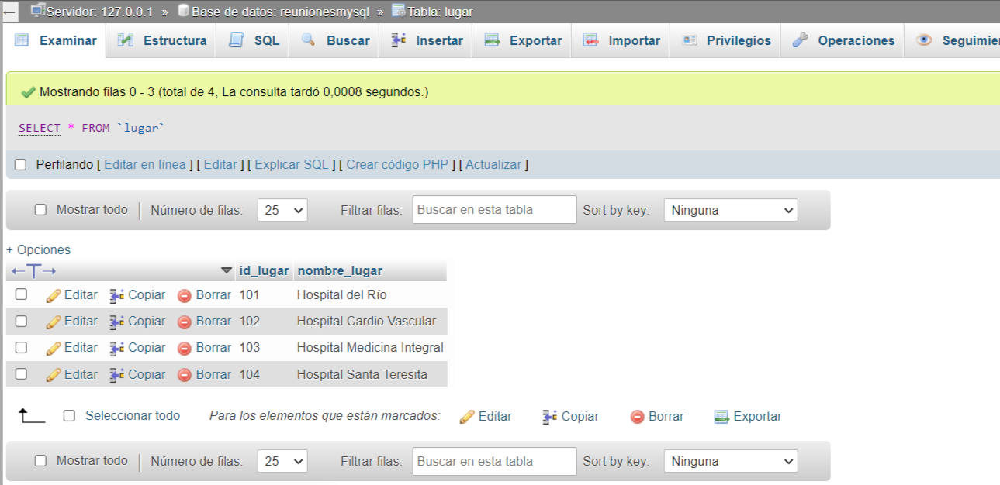 Servidor: 127.0.0.1 » Base de datos: reunionesmysql » Tabla: lugar
Examinar Estructura SQL Buscar Insertar Exportar Importar Privilegios Operaciones Seguimie
Mostrando filas 0 - 3 (total de 4, La consulta tardó 0,0008 segundos.)
SELECT * FROM `lugar`
Perfilando [ Editar en línea ] [ Editar ] [ Explicar SQL ] [ Crear código PHP ] [ Actualizar ]
Mostrar todo | Número de filas: 25 Filtrar filas: Buscar en esta tabla Sort by key: Ninguna
+ Opciones
←T→ id_lugar nombre_lugar
Editar Copiar Borrar 101 Hospital del Río
Editar Copiar Borrar 102 Hospital Cardio Vascular
Editar Copiar Borrar 103 Hospital Medicina Integral
Editar Copiar Borrar 104 Hospital Santa Teresita
Seleccionar todo Para los elementos que están marcados: Editar Copiar Borrar Exportar
Mostrar todo | Número de filas: 25 Filtrar filas: Buscar en esta tabla Sort by key: Ninguna